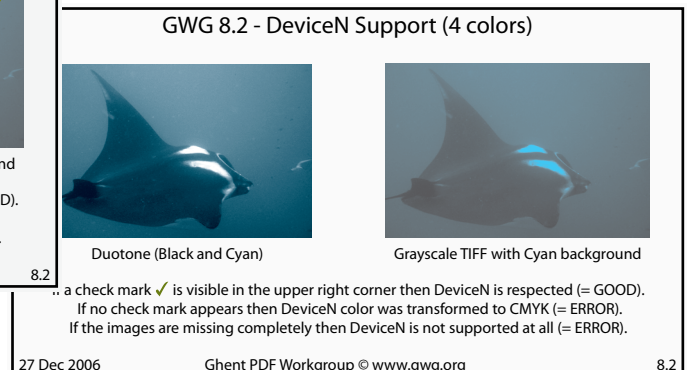 GWG 8.2 - DeviceN Support (4 colors)
Duotone (Black and Cyan)
Grayscale TIFF with Cyan background
a check mark ✓ is visible in the upper right corner then DeviceN is respected (= GOOD).
If no check mark appears then DeviceN color was transformed to CMYK (= ERROR).
If the images are missing completely then DeviceN is not supported at all (= ERROR).
27 Dec 2006
Ghent PDF Workgroup © www.gwg.org
8.2
D).
8.2